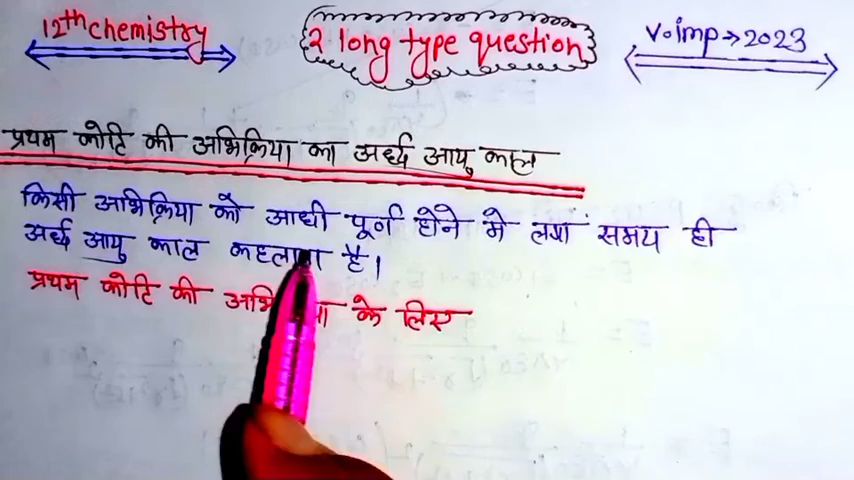 12th chemistry
2 long type question
V.imp→2023
प्रथम कोटि की अभिक्रिया का अर्द्ध आयु काल
किसी अभिक्रिया को आधी पूर्ण होने मे लगा समय ही
अर्द्ध आयु काल कहलाता है।
प्रथम कोटि की के लिए